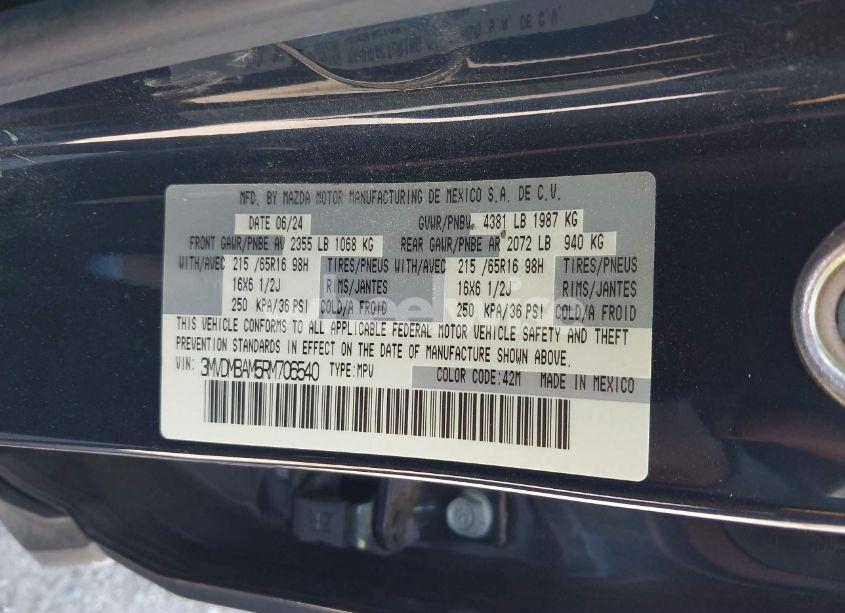 MFD. BY MAZDA MOTOR MANUFACTURING DE MEXICO S.A. DE C.V.
DATE 06/24 GVWR/PNBV 4381 LB 1987 KG
FRONT GAWR/PNBE AV 2355 LB 1068 KG REAR GAWR/PNBE AR 2072 LB 940 KG
WITH/AVEC 215 /65R16 98H TIRES/PNEUS WITH/AVEC 215 /65R16 98H TIRES/PNEUS
16X6 1/2J RIMS/JANTES 16X6 1/2J RIMS/JANTES
250 KPA/36 PSI COLD/A FROID 250 KPA/36 PSI COLD/A FROID
THIS VEHICLE CONFORMS TO ALL APPLICABLE FEDERAL MOTOR VEHICLE SAFETY AND THEFT
PREVENTION STANDARDS IN EFFECT ON THE DATE OF MANUFACTURE SHOWN ABOVE.
VIN: 3MVDMBAM5RM706540 TYPE:MPV COLOR CODE:42M MADE IN MEXICO